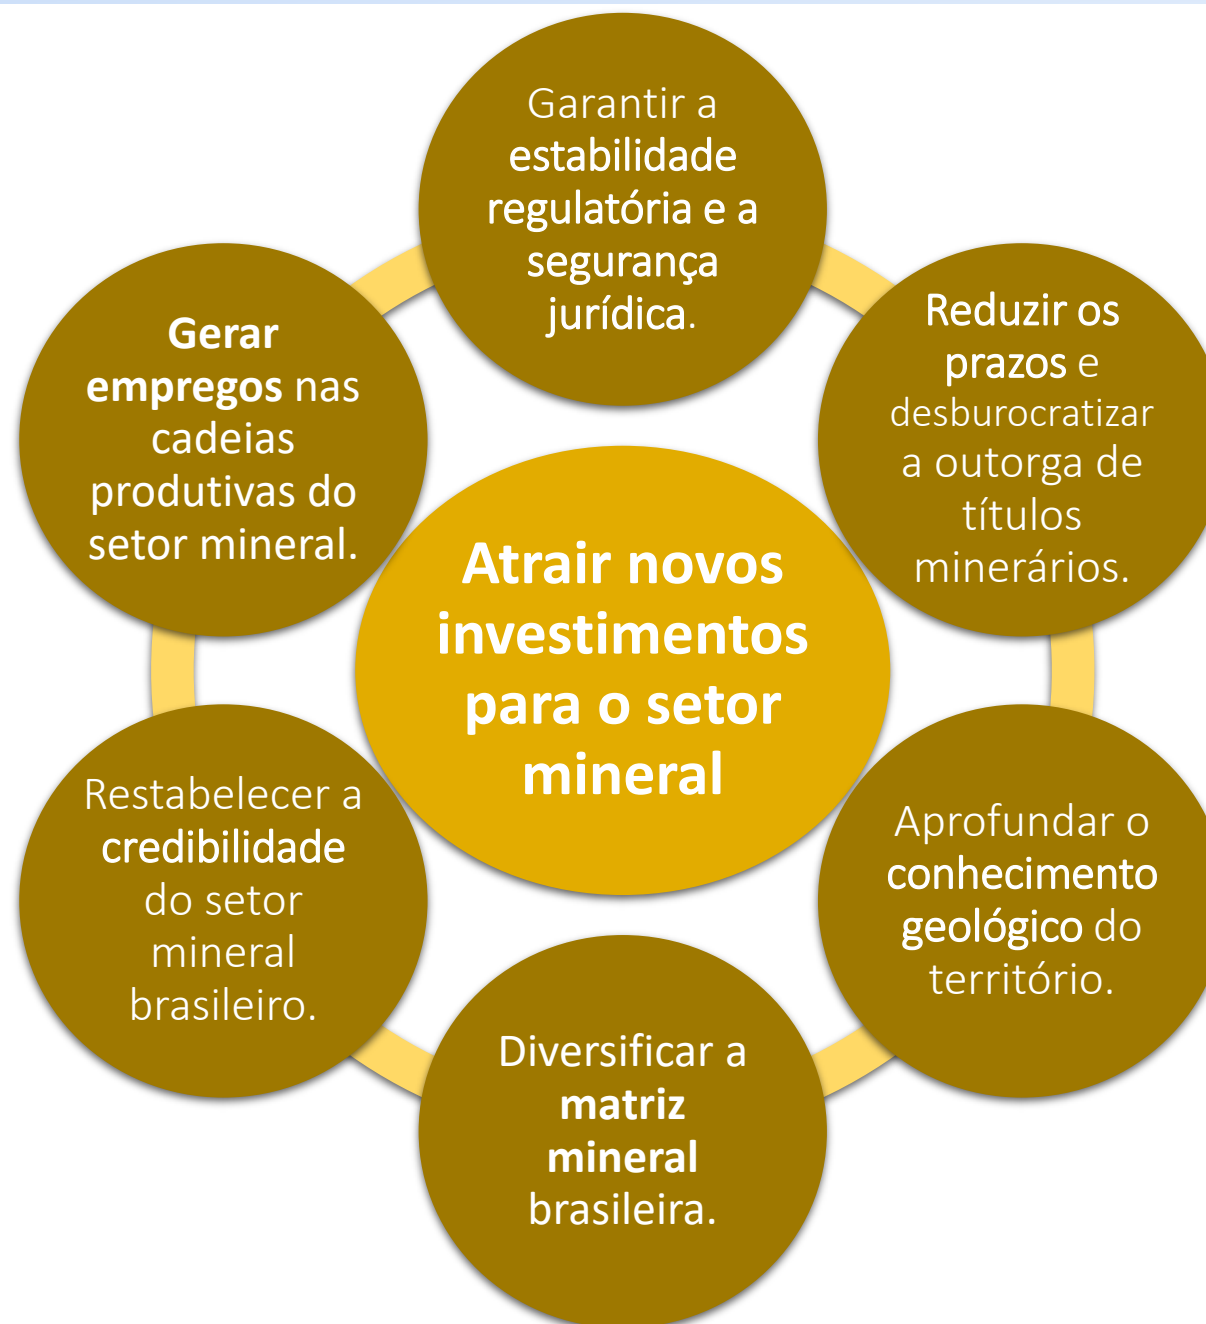 Garantir a
estabilidade
regulatória e a
segurança
jurídica.
Reduzir os
prazos e
desburocratizar
a outorga de
títulos
minerários.
Aprofundar o
conhecimento
geológico do
território.
Diversificar a
matriz
mineral
brasileira.
Restabelecer a
credibilidade
do setor
mineral
brasileiro.
Gerar
empregos nas
cadeias
produtivas do
setor mineral.
Atrair novos
investimentos
para o setor
mineral